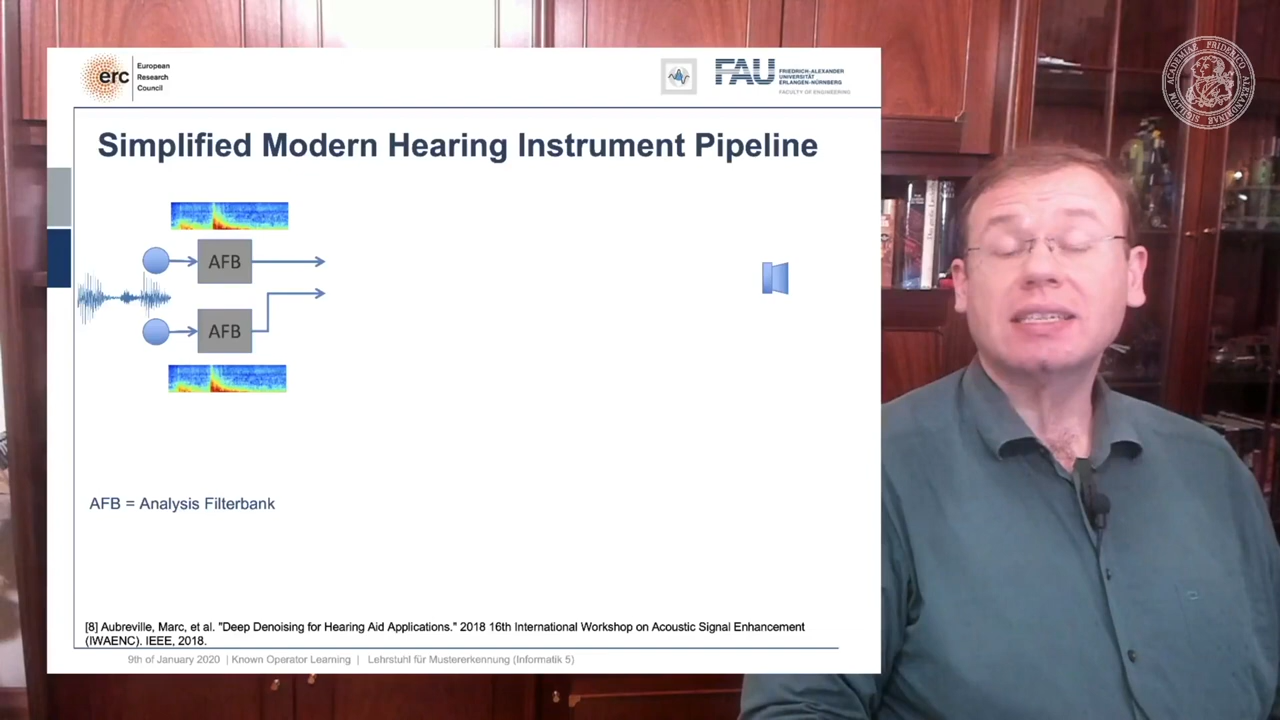 erc
European
Research
Council
FAU
FRIEDRICH-ALEXANDER
UNIVERSITÄT
ERLANGEN-NÜRNBERG
FACULTY OF ENGINEERING
Simplified Modern Hearing Instrument Pipeline
AFB
AFB
AFB = Analysis Filterbank
[8] Aubreville, Marc, et al. "Deep Denoising for Hearing Aid Applications." 2018 16th International Workshop on Acoustic Signal Enhancement
(IWAENC). IEEE, 2018.
9th of January 2020 | Known Operator Learning | Lehrstuhl für Mustererkennung (Informatik 5)